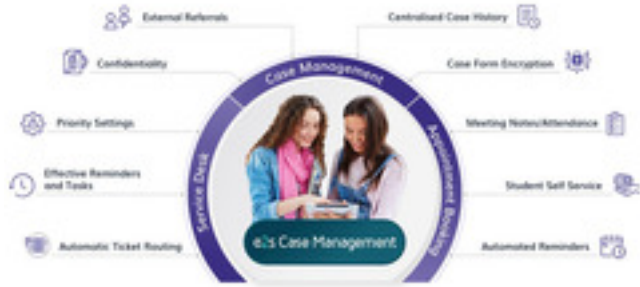 External Referrals
Centralised Case History
Confidentiality
Case Management
Case Form Encryption
Priority Settings
Meeting Notes/Attendance
Service Desk
Appointment Booking
Effective Reminders
and Tasks
Student Self Service
Automatic Ticket Routing
e2s Case Management
Automated Reminders